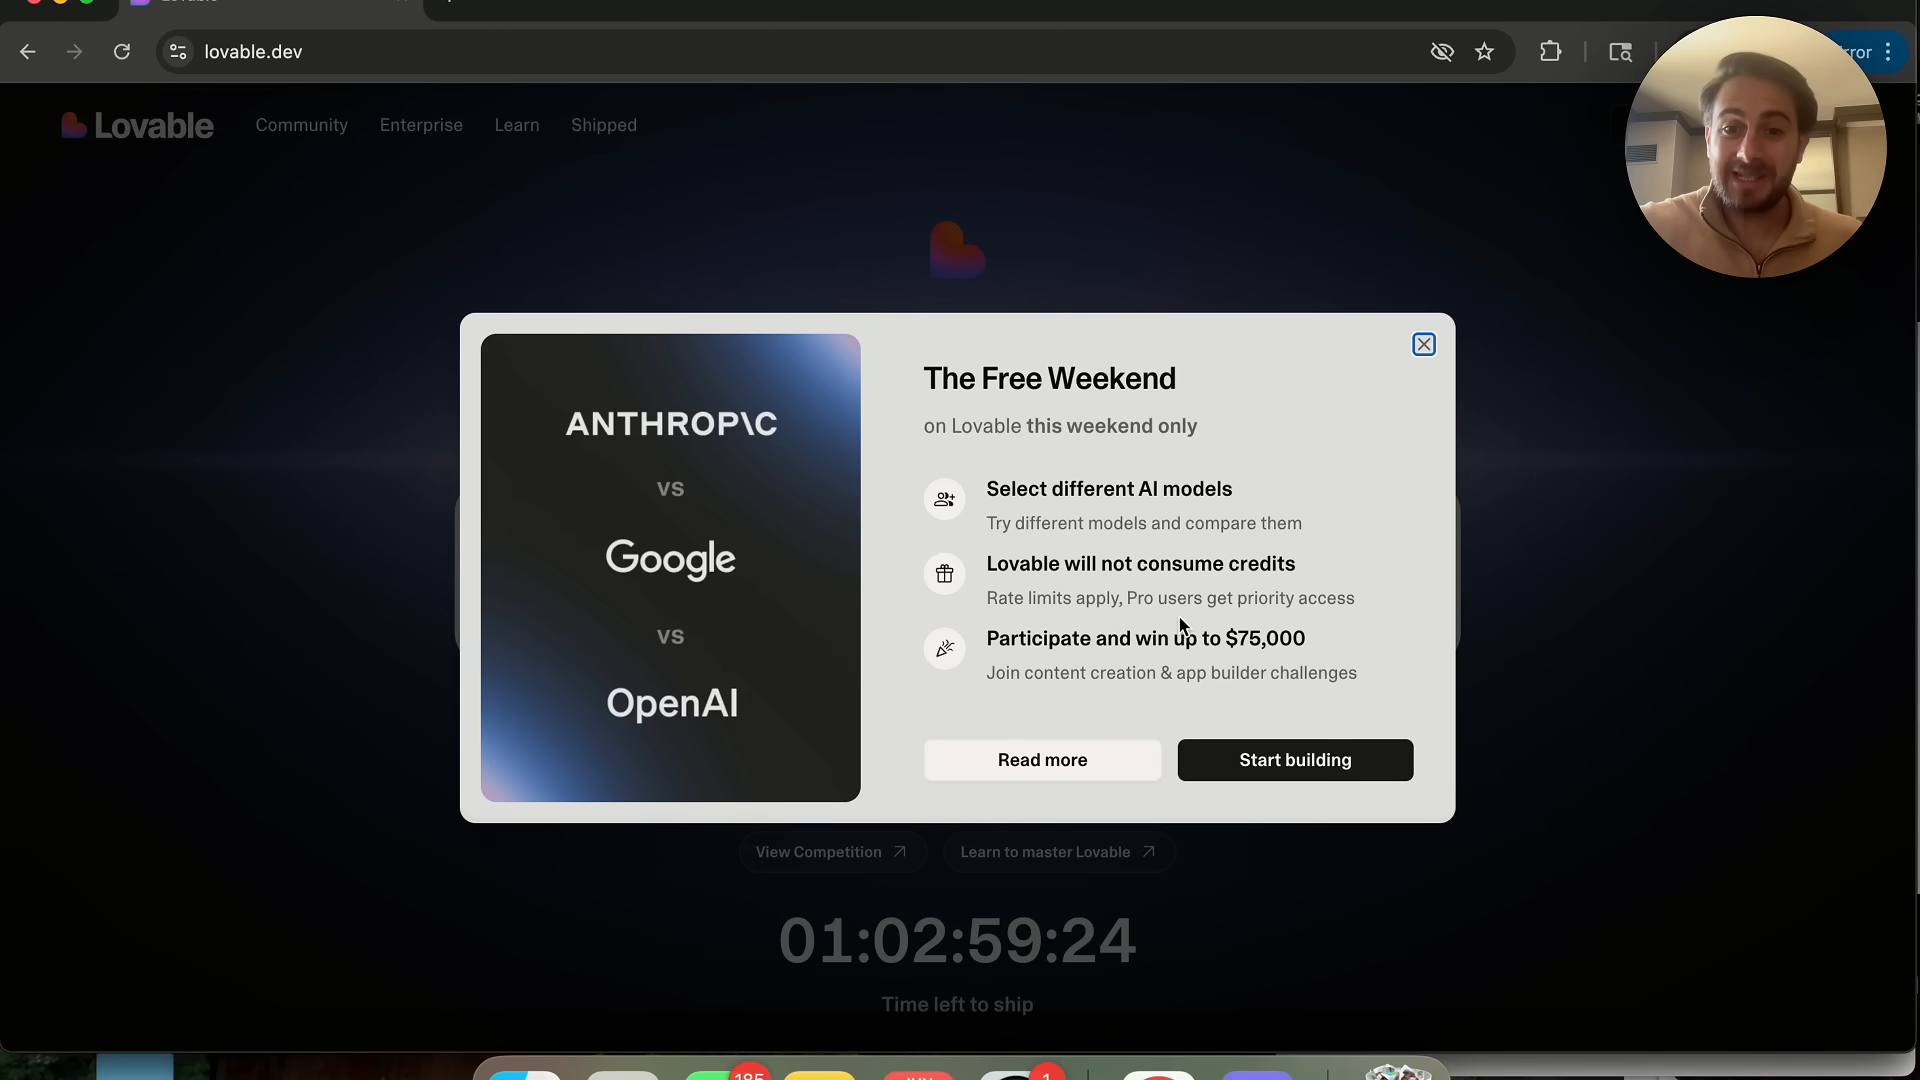 lovable.dev
rror
Lovable
Community
Enterprise
Learn
Shipped
ANTHROP\C
vs
Google
vs
OpenAI
The Free Weekend
on Lovable this weekend only
Select different AI models
Try different models and compare them
Lovable will not consume credits
Rate limits apply, Pro users get priority access
Participate and win up to $75,000
Join content creation & app builder challenges
Read more
Start building
View Competition
Learn to master Lovable
01:02:59:24
Time left to ship
185
1